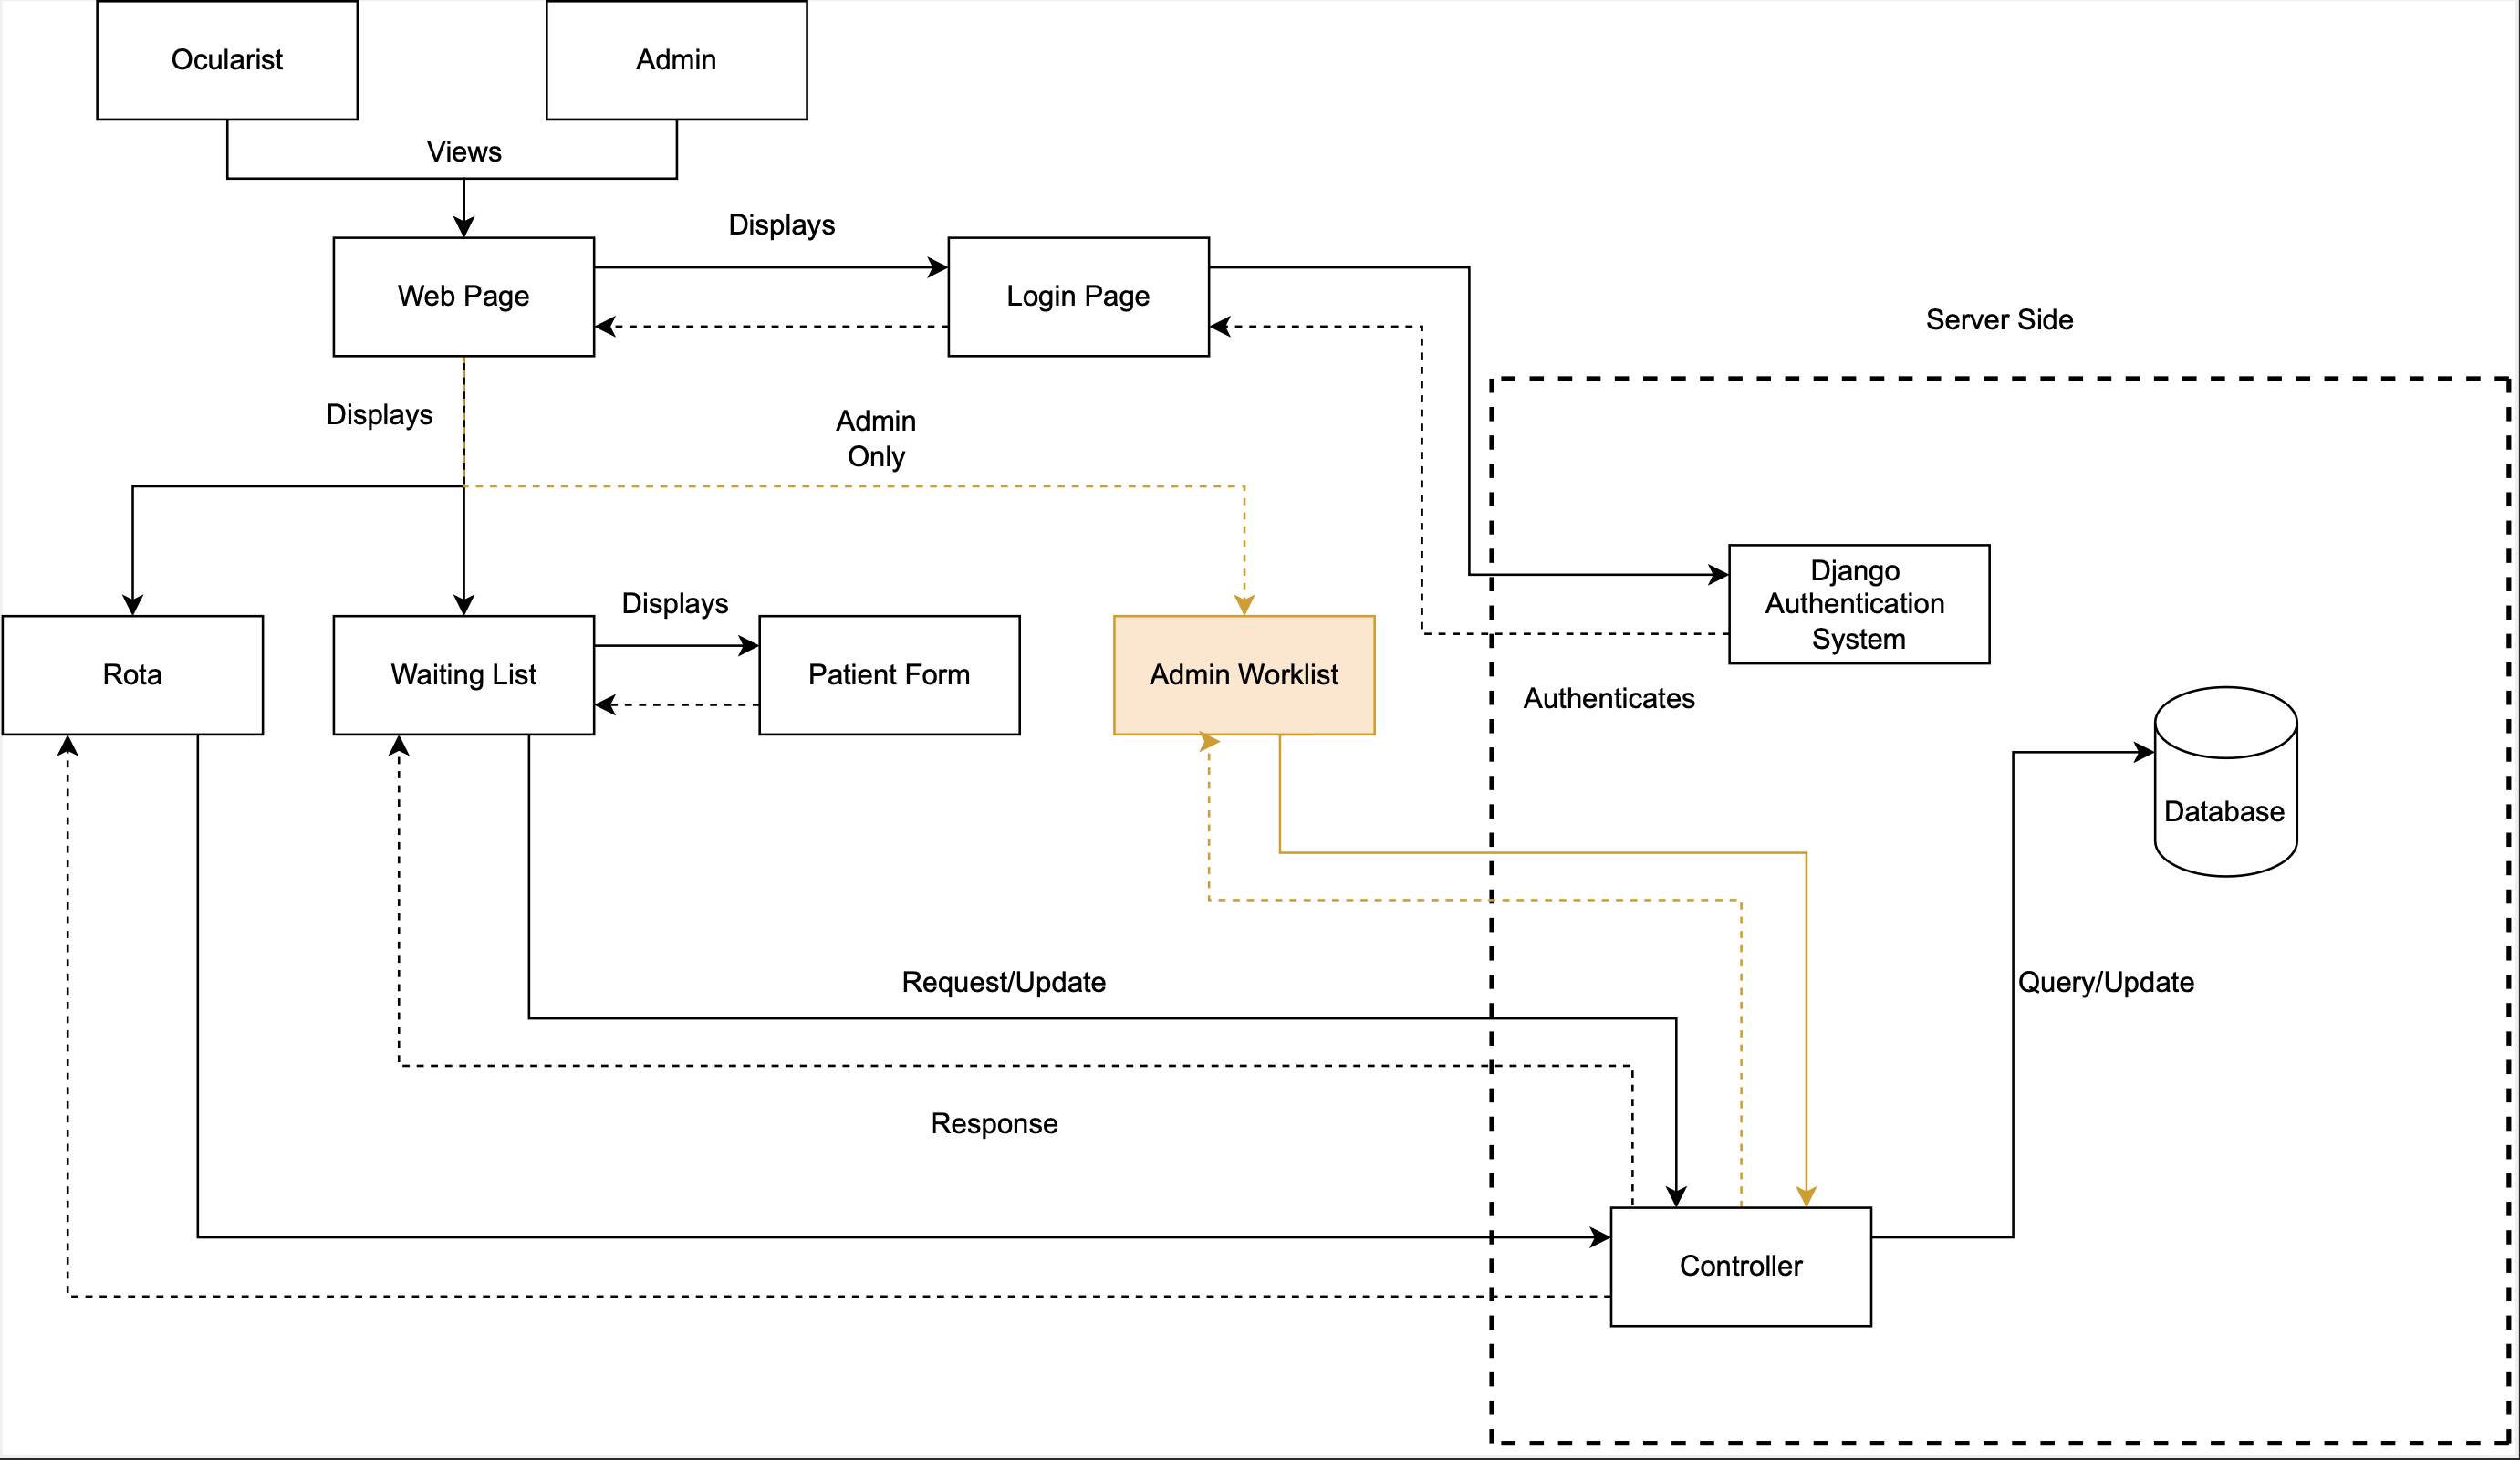 Ocularist
Admin
Views
Displays
Web Page
Login Page
Server Side
Displays
Admin
Only
Django
Authentication
System
Displays
Rota
Waiting List
Patient Form
Admin Worklist
Authenticates
Database
Request/Update
Query/Update
Response
Controller